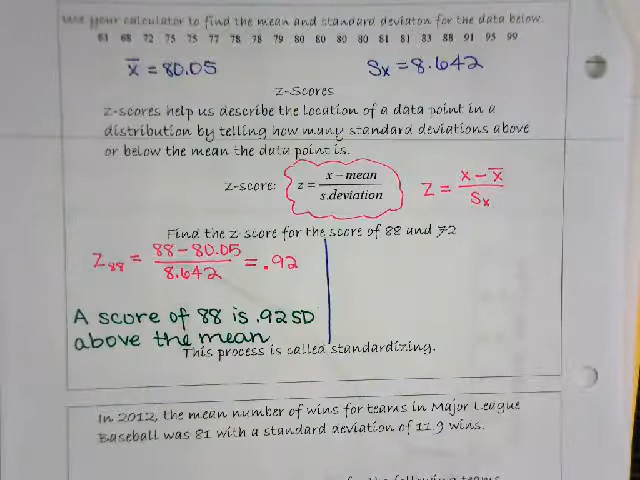 Use your calculator to find the mean and standard deviaton for the data below.
61 68 72 75 75 77 78 78 79 80 80 80 80 81 81 83 88 91 95 99
x̅ = 80.05 Sx = 8.642
z-Scores
z-scores help us describe the location of a data point in a
distribution by telling how many standard deviations above
or below the mean the data point is.
z-score: z = x − mean / s.deviation Z = x − x̅ / Sx
Find the z score for the score of 88 and 72
Z88 = 88 − 80.05 / 8.642 = .92
A score of 88 is .92 SD
above the mean
This process is called standardizing.
In 2012, the mean number of wins for teams in Major League
Baseball was 81 with a standard deviation of 11.9 wins.
for the following teams